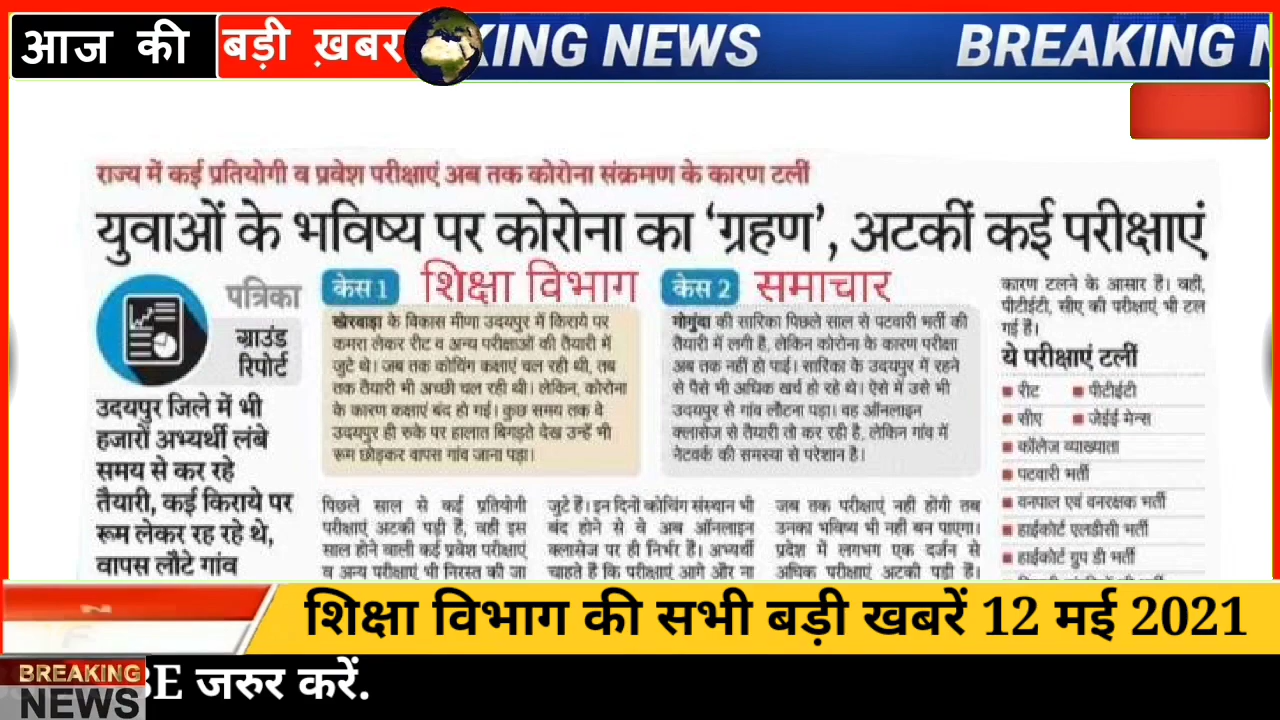 आज की बड़ी ख़बर
KING NEWS
BREAKING N
राज्य में कई प्रतियोगी व प्रवेश परीक्षाएं अब तक कोरोना संक्रमण के कारण टलीं
युवाओं के भविष्य पर कोरोना का ‘ग्रहण’, अटकीं कई परीक्षाएं
पत्रिका
ग्राउंड
रिपोर्ट
उदयपुर जिले में भी
हजारों अभ्यर्थी लंबे
समय से कर रहे
तैयारी, कई किराये पर
रूम लेकर रह रहे थे,
वापस लौटे गांव
केस 1 शिक्षा विभाग
खेरवाड़ा के विकास मीणा उदयपुर में किराये पर
कमरा लेकर रीट व अन्य परीक्षाओं की तैयारी में
जुटे थे। जब तक कोचिंग कक्षाएं चल रही थी, तब
तक तैयारी भी अच्छी चल रही थी। लेकिन, कोरोना
के कारण कक्षाएं बंद हो गई। कुछ समय तक वे
उदयपुर ही रुके पर हालात बिगड़ते देख उन्हें भी
रूम छोड़कर वापस गांव जाना पड़ा।
केस 2 समाचार
गोगुंदा की सारिका पिछले साल से पटवारी भर्ती की
तैयारी में लगी है, लेकिन कोरोना के कारण परीक्षा
अब तक नहीं हो पाई। सारिका के उदयपुर में रहने
से पैसे भी अधिक खर्च हो रहे थे। ऐसे में उसे भी
उदयपुर से गांव लौटना पड़ा। वह ऑनलाइन
क्लासेज से तैयारी तो कर रही है, लेकिन गांव में
नेटवर्क की समस्या से परेशान है।
पिछले साल से कई प्रतियोगी
परीक्षाएं अटकी पड़ी हैं, वही इस
साल होने वाली कई प्रवेश परीक्षाएं
व अन्य परीक्षाएं भी निरस्त की जा
जुटे हैं। इन दिनों कोचिंग संस्थान भी
बंद होने से वे अब ऑनलाइन
क्लासेज पर ही निर्भर हैं। अभ्यर्थी
चाहते हैं कि परीक्षाएं आगे और ना
जब तक परीक्षाएं नहीं होंगी तब
उनका भविष्य भी नहीं बन पाएगा।
प्रदेश में लगभग एक दर्जन से
अधिक परीक्षाएं अटकी पड़ी हैं।
कारण टलने के आसार हैं। वहीं,
पीटीईटी, सीए की परीक्षाएं भी टल
गई हैं।
ये परीक्षाएं टलीं
रीट पीटीईटी
सीए जेईई मेन्स
कॉलेज व्याख्याता
पटवारी भर्ती
वनपाल एवं वनरक्षक भर्ती
हाईकोर्ट एलडीसी भर्ती
हाईकोर्ट ग्रुप डी भर्ती
शिक्षा विभाग की सभी बड़ी खबरें 12 मई 2021
BREAKING
NEWS
BE जरुर करें.